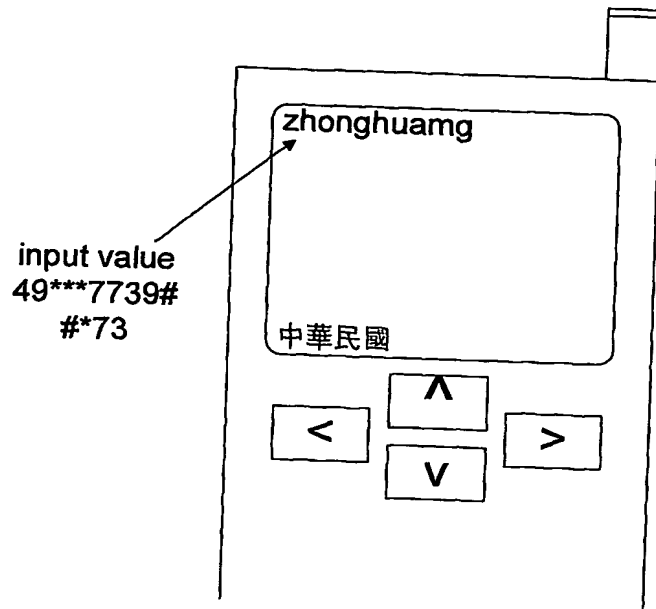 zhonghuamg
input value
49***7739#
#*73
中華民國
^
<
>
v